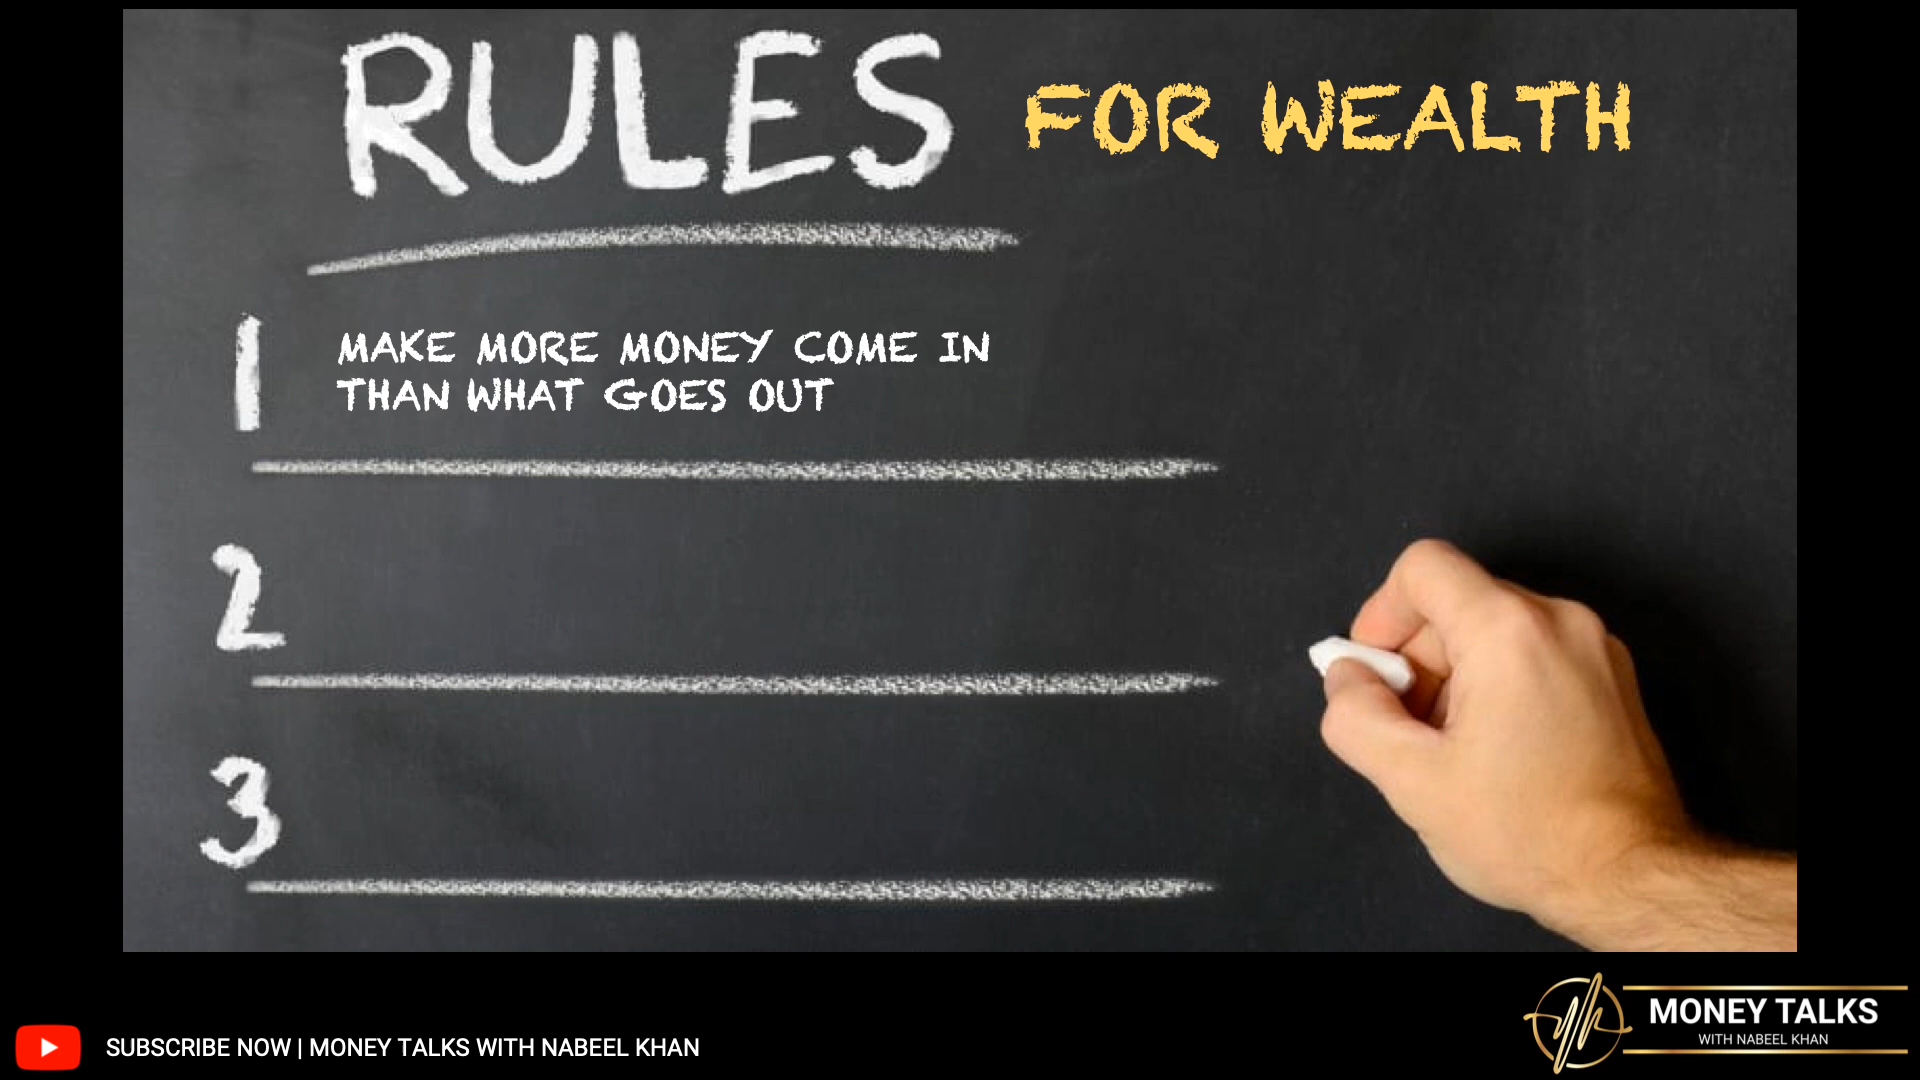 RULES FOR WEALTH
1 MAKE MORE MONEY COME IN
THAN WHAT GOES OUT
2
3
SUBSCRIBE NOW | MONEY TALKS WITH NABEEL KHAN
MONEY TALKS
WITH NABEEL KHAN